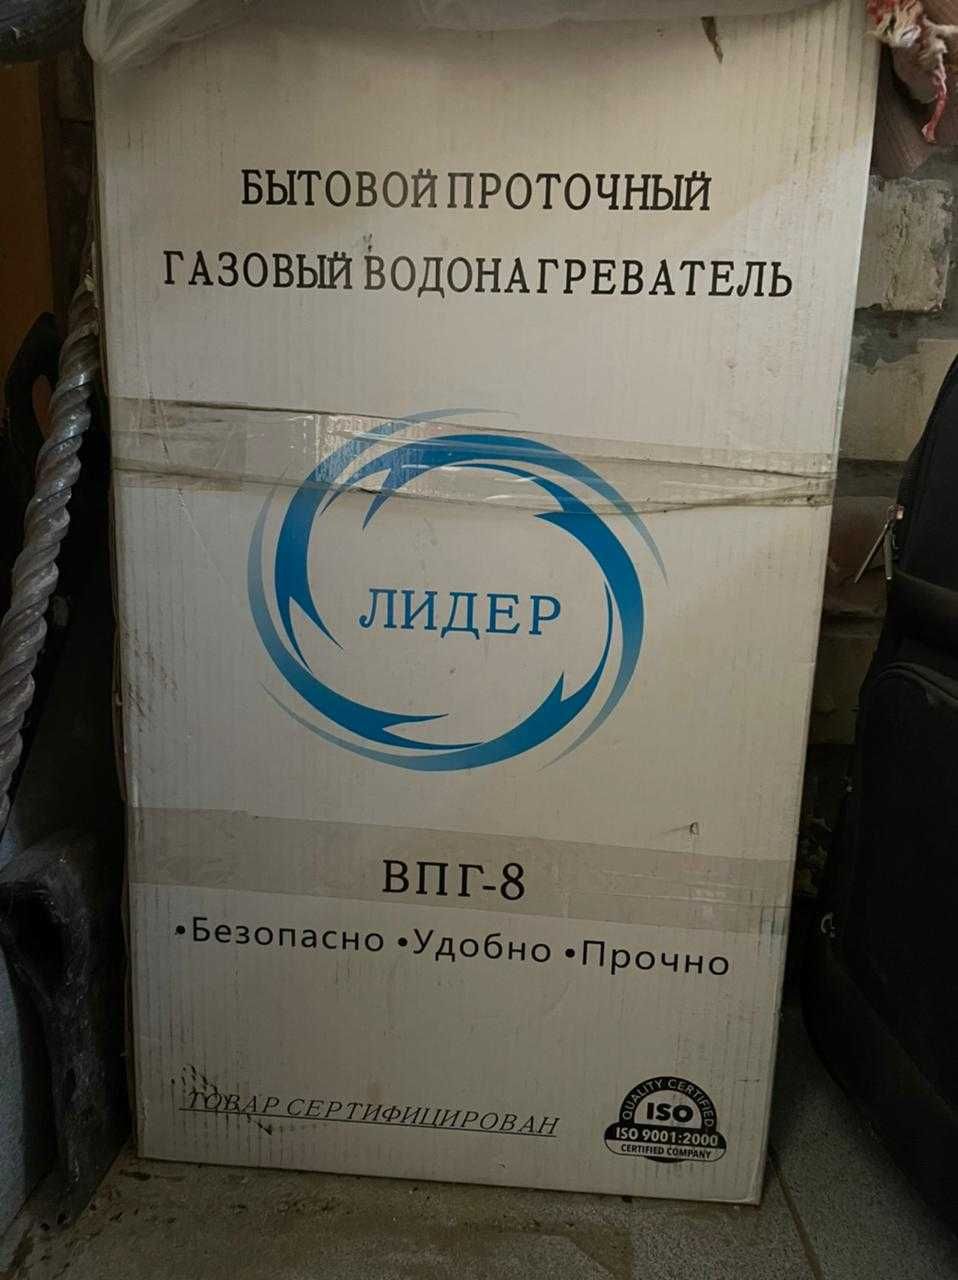 БЫТОВОЙ ПРОТОЧНЫЙ
ГАЗОВЫЙ ВОДОНАГРЕВАТЕЛЬ
ЛИДЕР
ВПГ-8
•Безопасно •Удобно •Прочно
ТОВАР СЕРТИФИЦИРОВАН
QUALITY CERTIFIED
ISO
ISO 9001:2000
CERTIFIED COMPANY